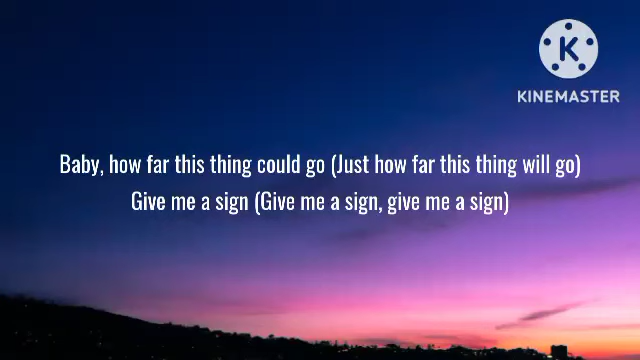 K
KINEMASTER
Baby, how far this thing could go (Just how far this thing will go)
Give me a sign (Give me a sign, give me a sign)